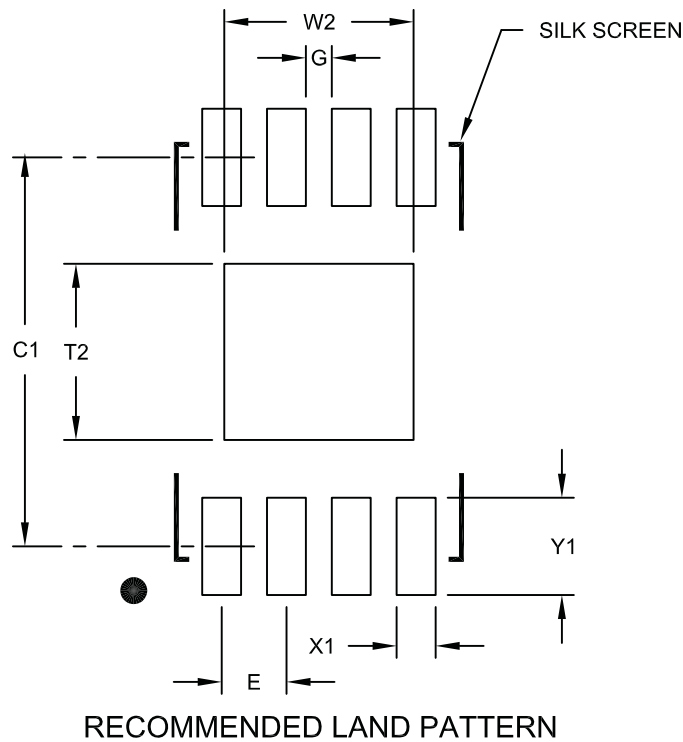 W2
SILK SCREEN
G
C1
T2
Y1
X1
E
RECOMMENDED LAND PATTERN